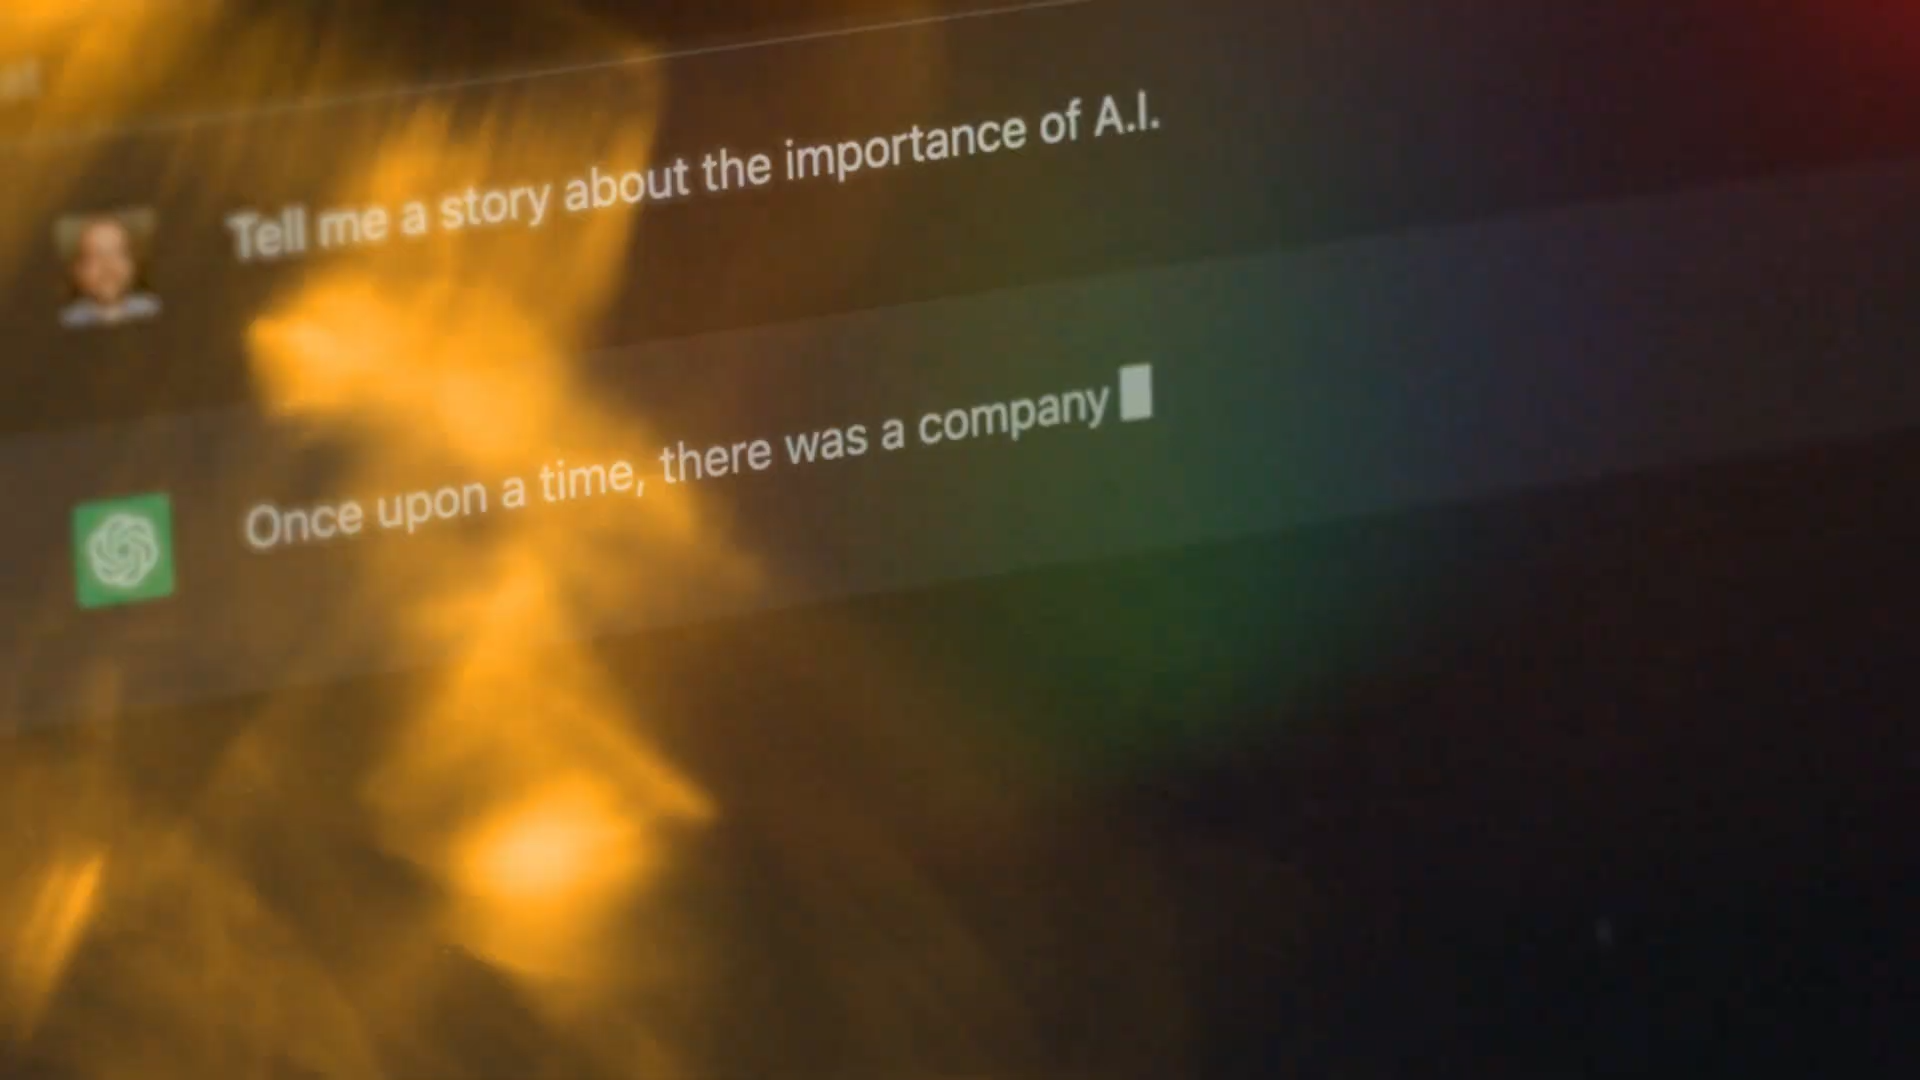 Tell me a story about the importance of A.I.
Once upon a time, there was a company